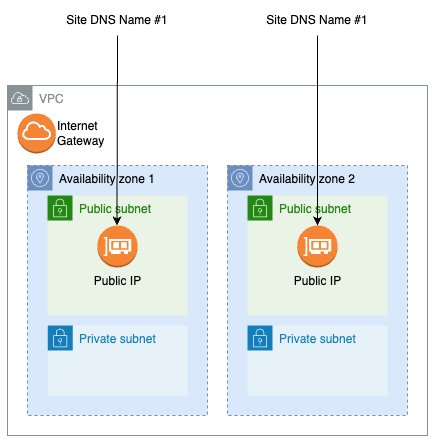 Site DNS Name #1
Site DNS Name #1
VPC
Internet
Gateway
Availability zone 1
Availability zone 2
Public subnet
Public subnet
Public IP
Public IP
Private subnet
Private subnet